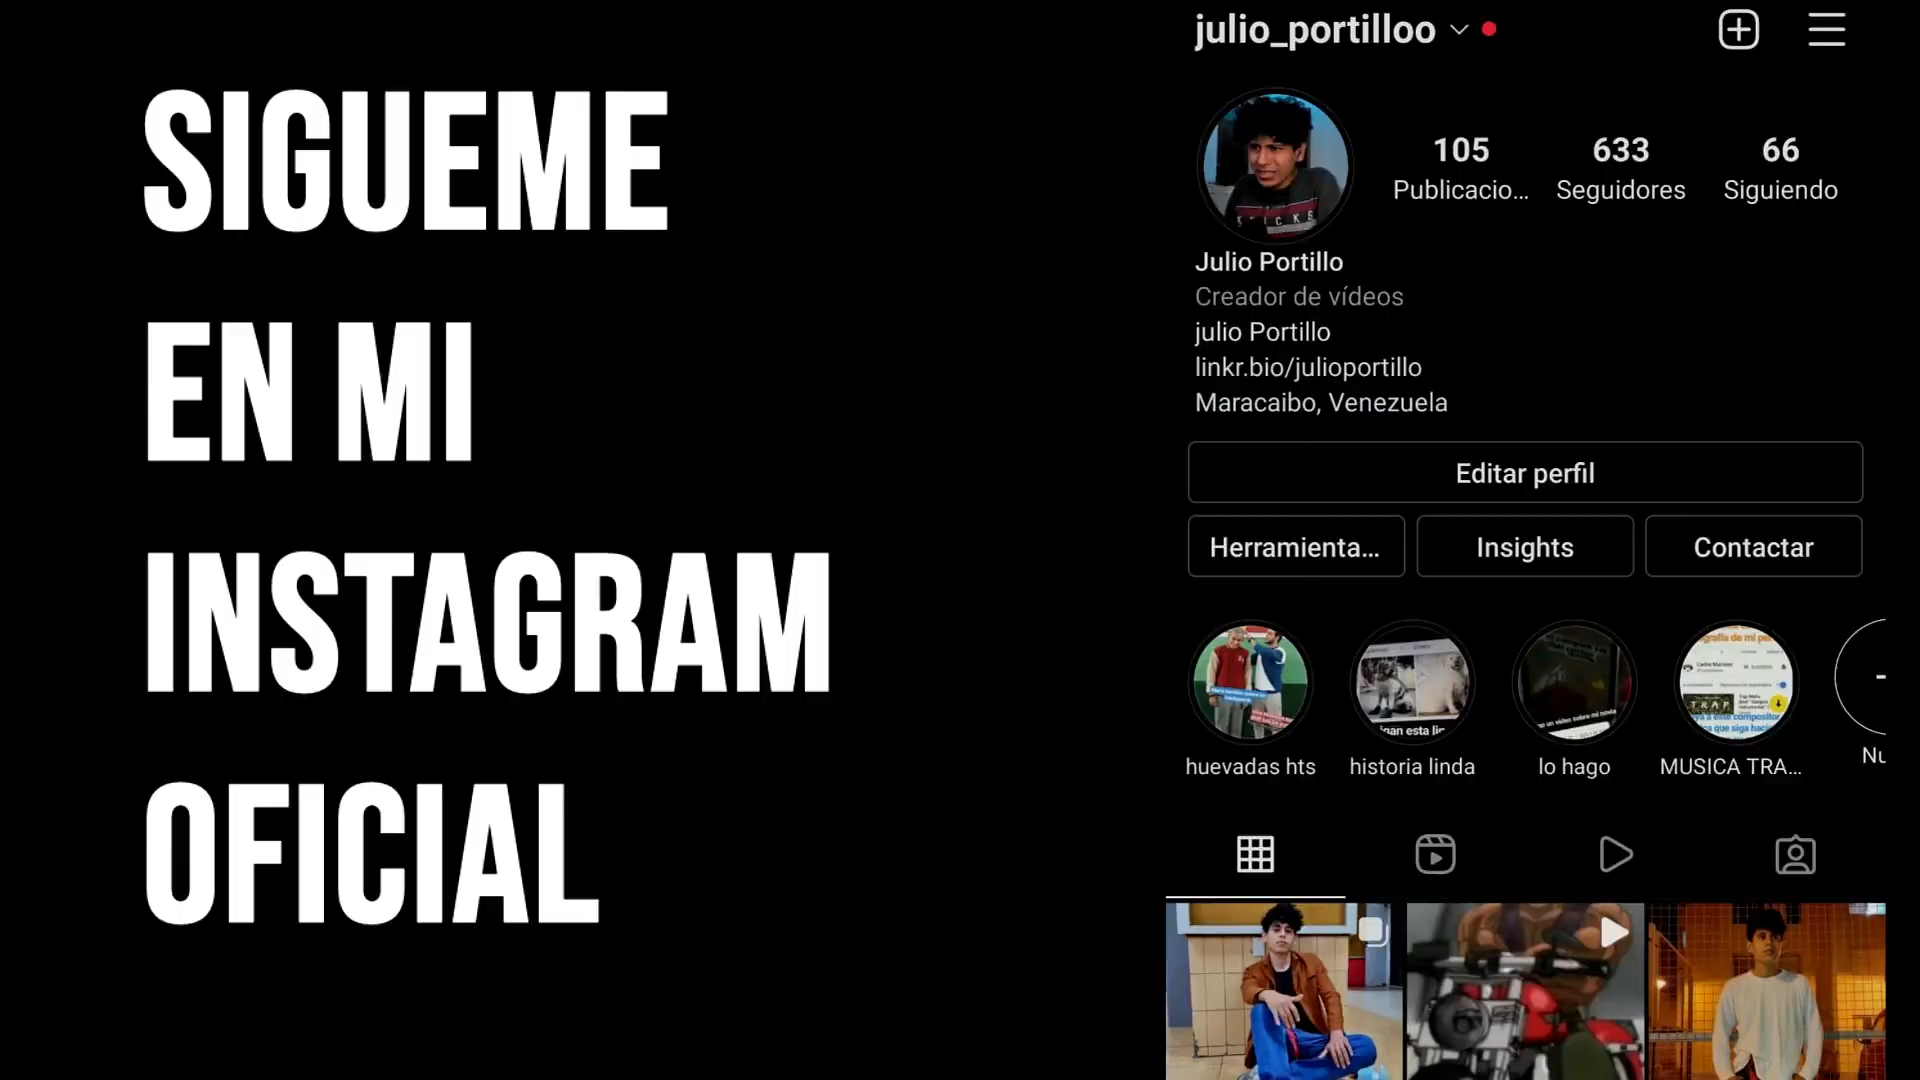 SIGUEME
EN MI
INSTAGRAM
OFICIAL
julio_portilloo
105
Publicacio...
633
Seguidores
66
Siguiendo
Julio Portillo
Creador de vídeos
julio Portillo
linkr.bio/julioportillo
Maracaibo, Venezuela
Editar perfil
Herramienta...
Insights
Contactar
huevadas hts
historia linda
lo hago
MUSICA TRA...
Nu